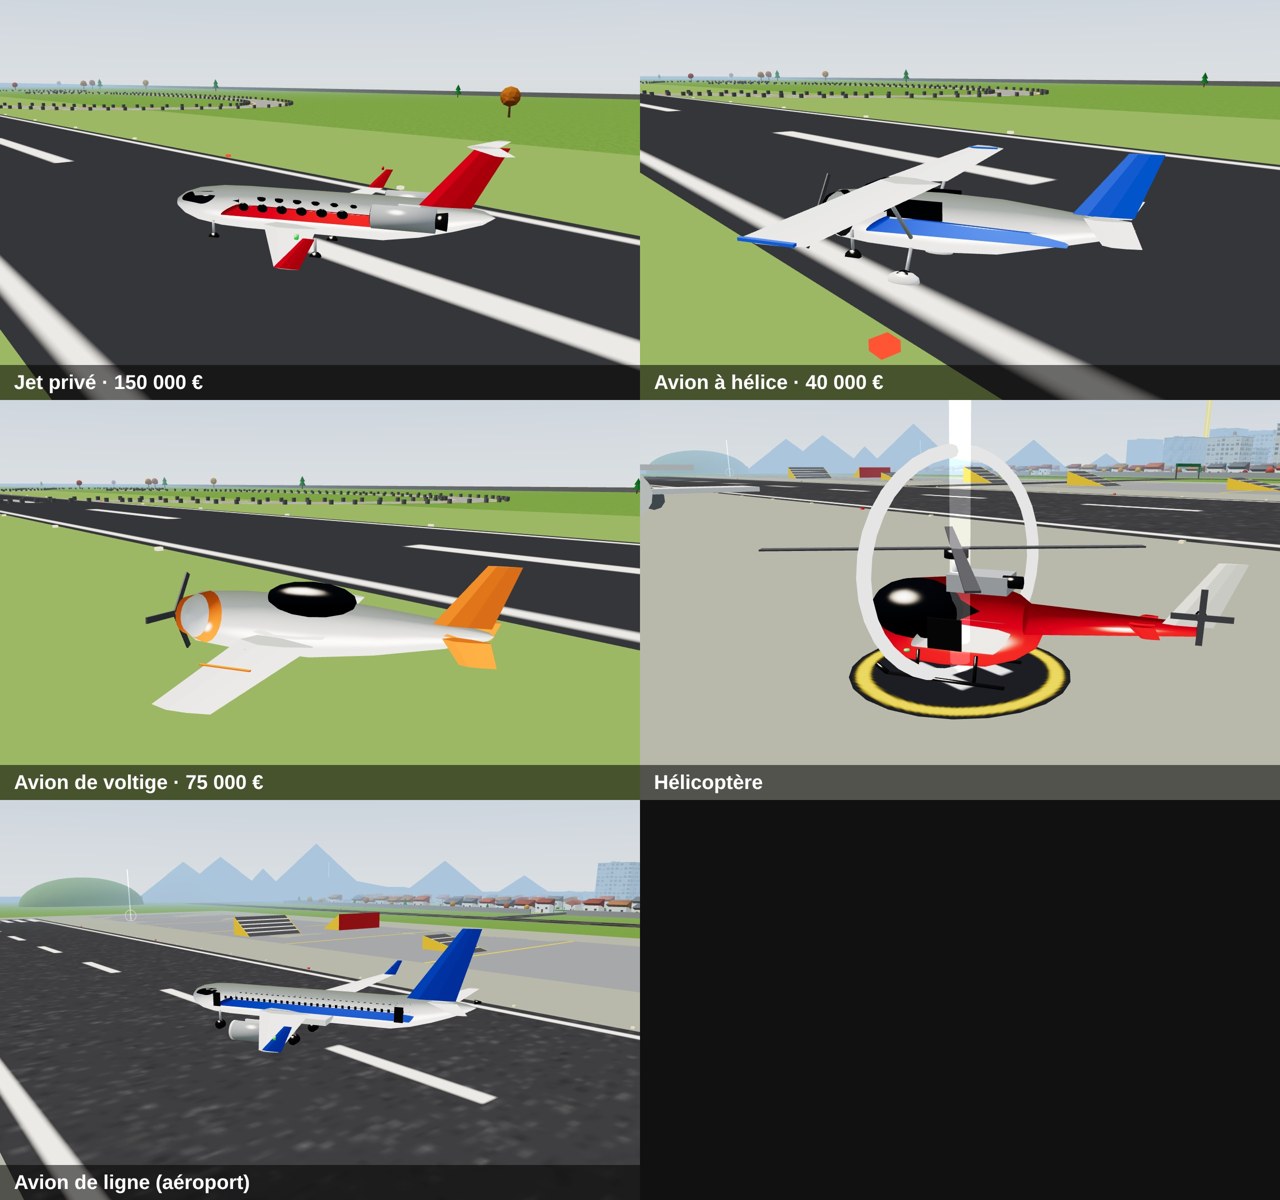 Jet privé · 150 000 €
Avion à hélice · 40 000 €
Avion de voltige · 75 000 €
Hélicoptère
Avion de ligne (aéroport)